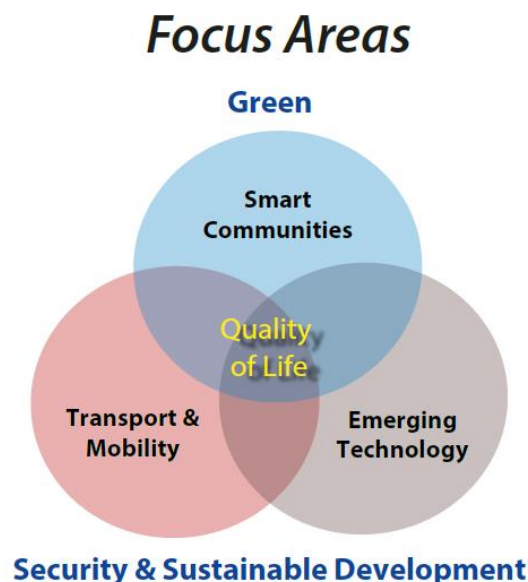 Focus Areas
Green
Smart
Communities
Quality
of Life
Transport &
Mobility
Emerging
Technology
Security & Sustainable Development